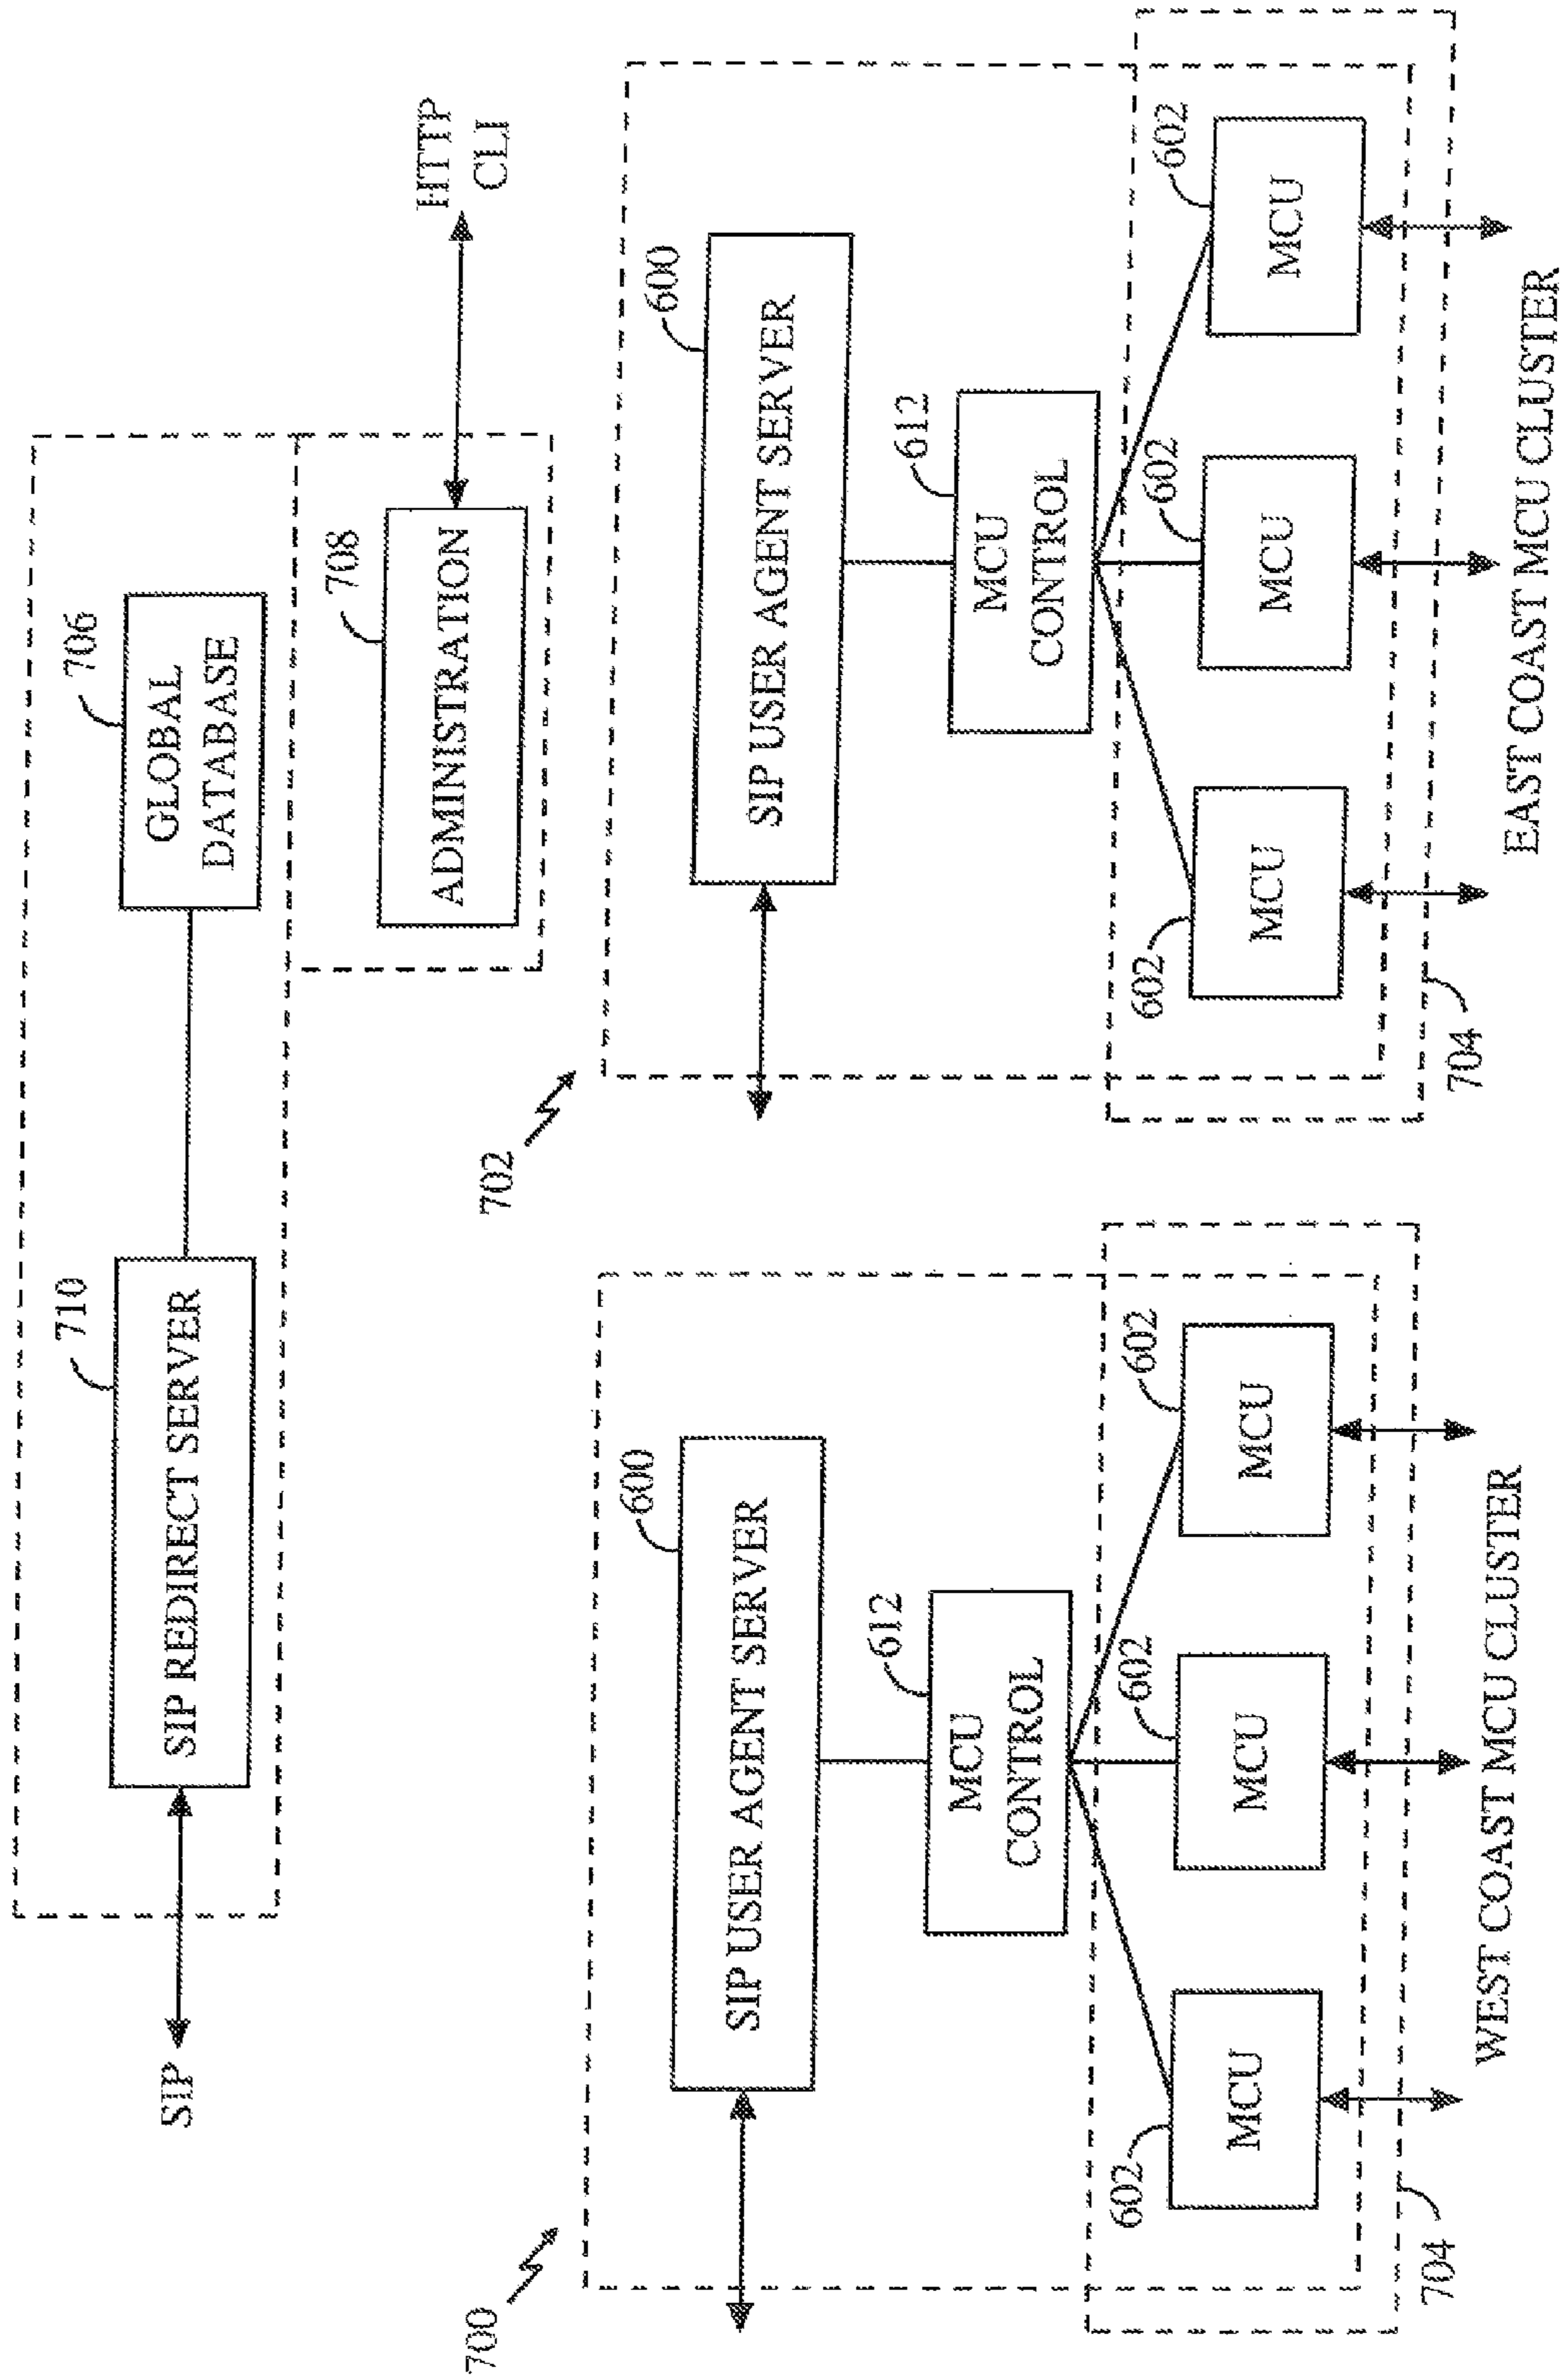 SIP
710
SIP REDIRECT SERVER
706
GLOBAL
DATABASE
708
ADMINISTRATION
HTTP
CLI
700
600
SIP USER AGENT SERVER
612
MCU
CONTROL
602
MCU
602
MCU
602
MCU
704
WEST COAST MCU CLUSTER
702
600
SIP USER AGENT SERVER
612
MCU
CONTROL
602
MCU
602
MCU
602
MCU
704
EAST COAST MCU CLUSTER